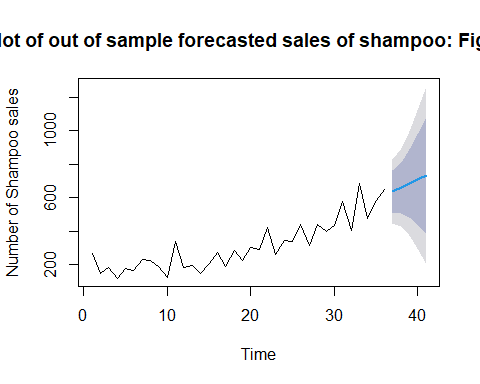 lot of out of sample forecasted sales of shampoo: Fig
Number of Shampoo sales
200
600
1000
0
10
20
30
40
Time